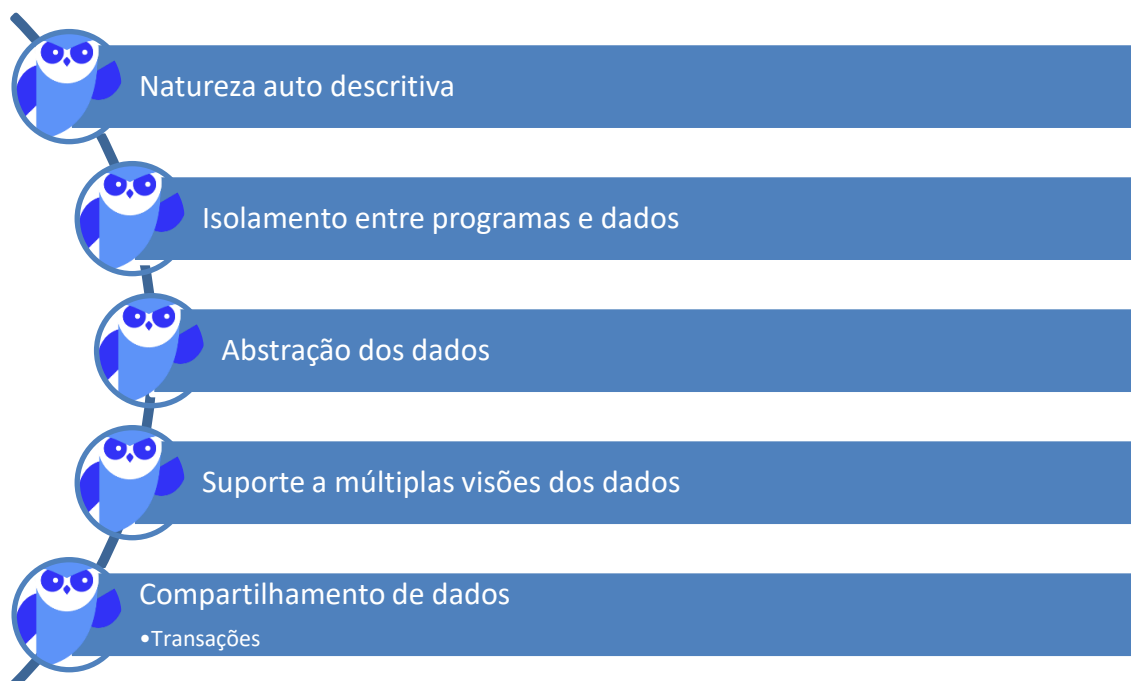 Natureza auto descritiva
Isolamento entre programas e dados
Abstração dos dados
Suporte a múltiplas visões dos dados
Compartilhamento de dados
•Transações